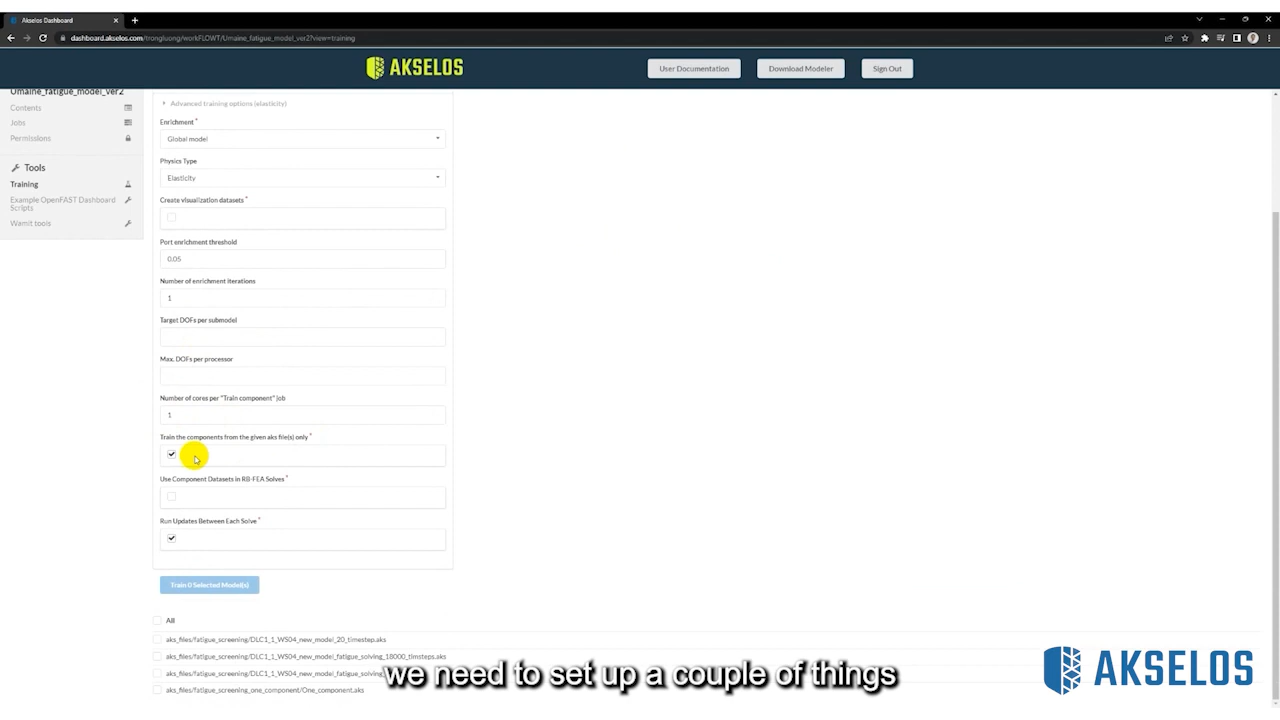 Akselos Dashboard
dashboard.akselos.com/trongluong/workFLOWT/Umaine_fatigue_model_ver2?view=training
AKSELOS
User Documentation
Download Modeler
Sign Out
Umaine_fatigue_model_ver2
Contents
Jobs
Permissions
Tools
Training
Example OpenFAST Dashboard
Scripts
Wamit tools
Advanced training options (elasticity)
Enrichment *
Global model
Physics Type
Elasticity
Create visualization datasets *
Port enrichment threshold
0.05
Number of enrichment iterations
1
Target DOFs per submodel
Max. DOFs per processor
Number of cores per "Train component" job
1
Train the components from the given aks file(s) only *
Use Component Datasets in RB-FEA Solves *
Run Updates Between Each Solve *
Train 0 Selected Model(s)
All
aks_files/fatigue_screening/DLC1_1_WS04_new_model_20_timestep.aks
aks_files/fatigue_screening/DLC1_1_WS04_new_model_fatigue_solving_18000_timsteps.aks
aks_files/fatigue_screening/DLC1_1_WS04_new_model_fatigue_sol
aks_files/fatigue_screening_one_component/One_component.aks
we need to set up a couple of things
AKSELOS